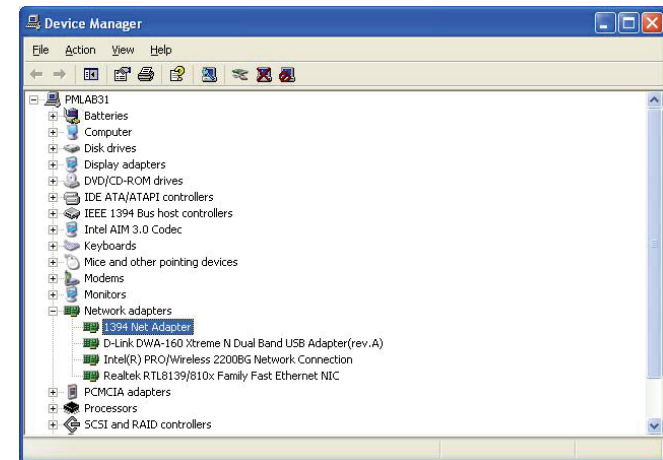 Device Manager
File Action View Help
PMLAB31
Batteries
Computer
Disk drives
Display adapters
DVD/CD-ROM drives
IDE ATA/ATAPI controllers
IEEE 1394 Bus host controllers
Intel AIM 3.0 Codec
Keyboards
Mice and other pointing devices
Modems
Monitors
Network adapters
1394 Net Adapter
D-Link DWA-160 Xtreme N Dual Band USB Adapter(rev.A)
Intel(R) PRO/Wireless 2200BG Network Connection
Realtek RTL8139/810x Family Fast Ethernet NIC
PCMCIA adapters
Processors
SCSI and RAID controllers